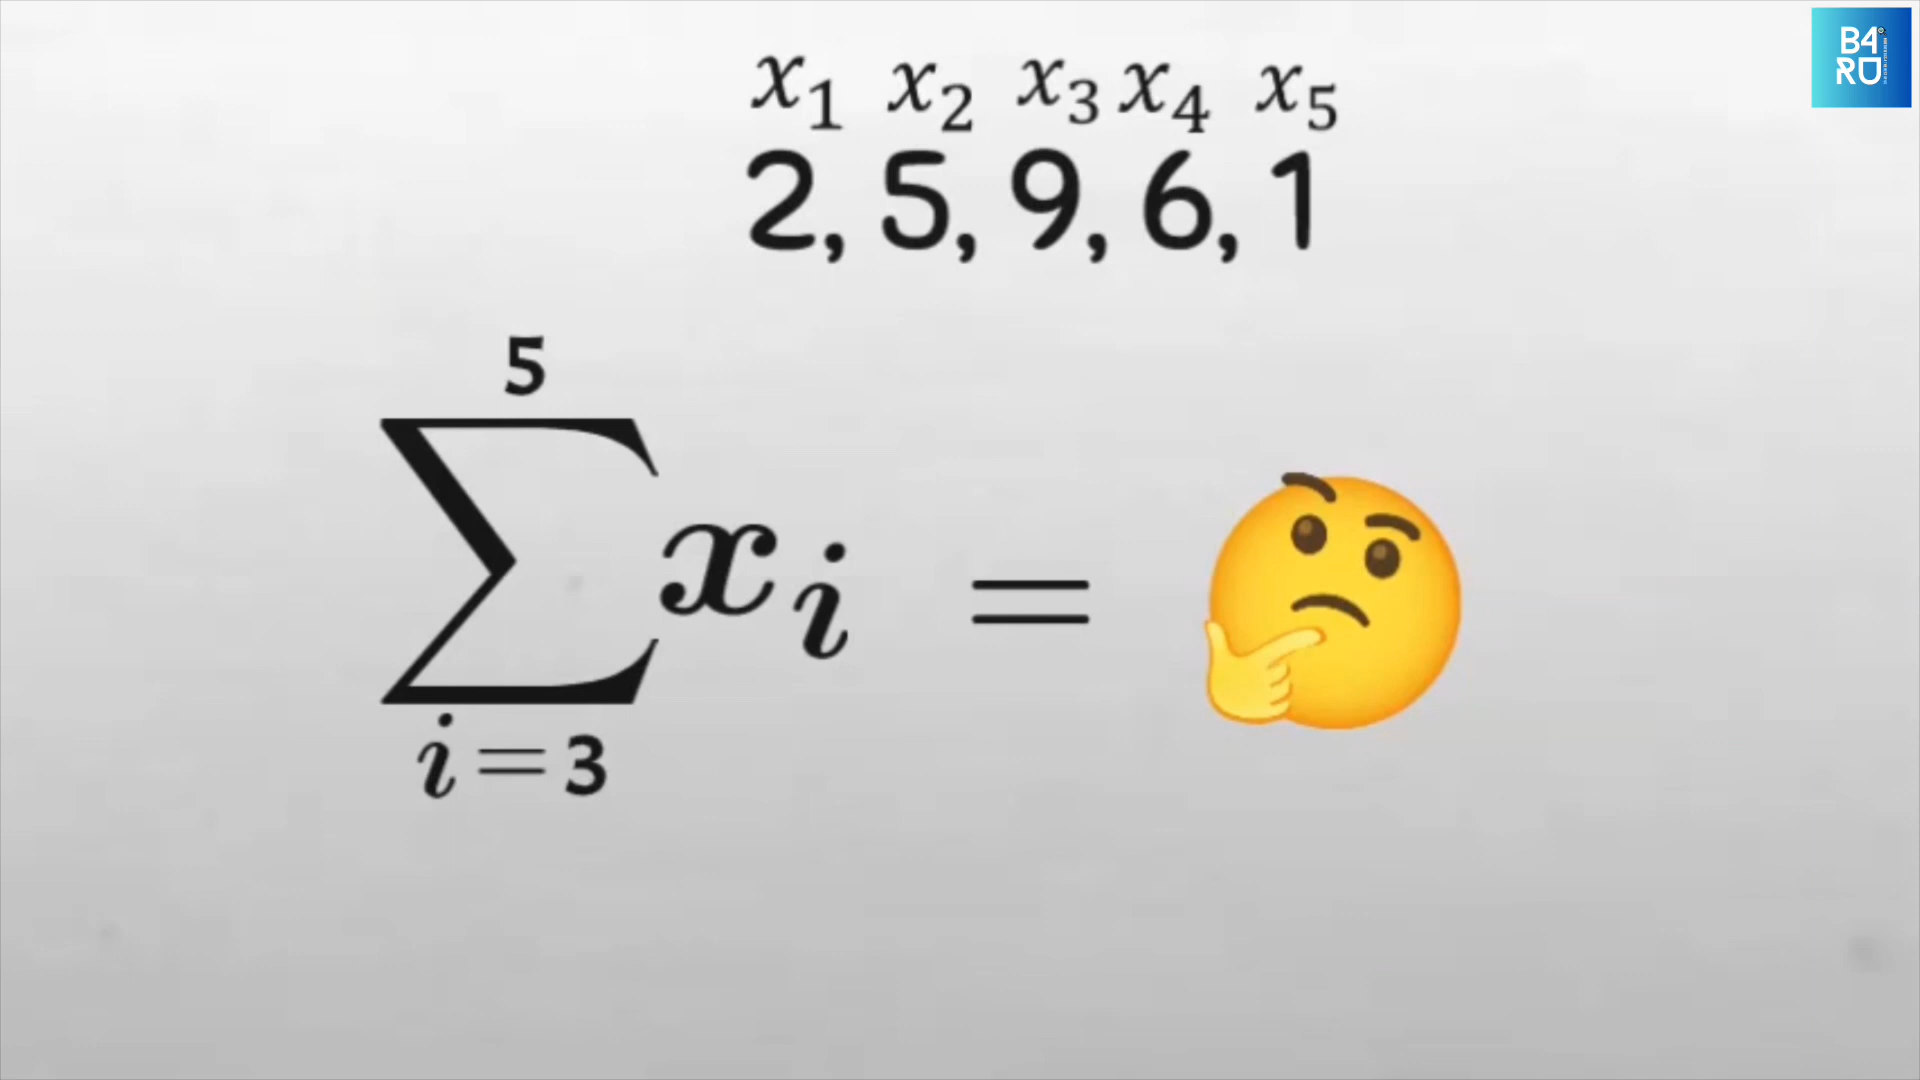 B4
RU
x₁ x₂ x₃ x₄ x₅
2, 5, 9, 6, 1
5
∑ xᵢ =
i = 3